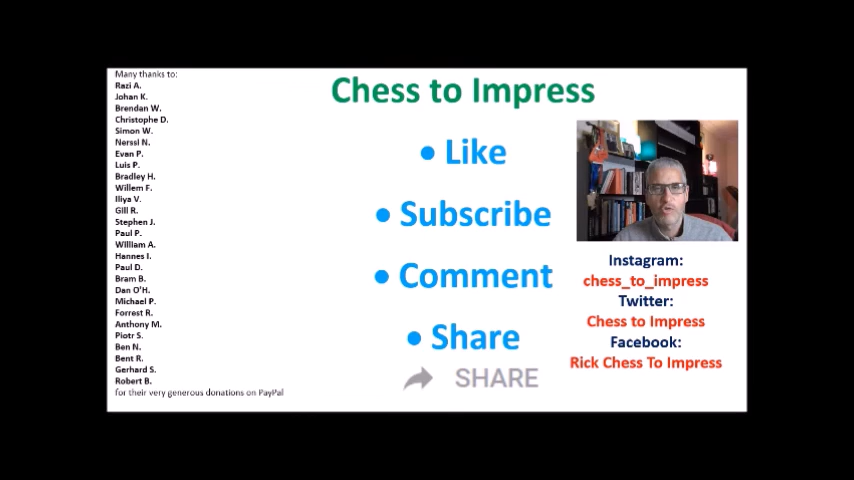 Many thanks to:
Razi A.
Johan K.
Brendan W.
Christophe D.
Simon W.
Nerssi N.
Evan P.
Luis P.
Bradley H.
Willem F.
Iliya V.
Gill R.
Stephen J.
Paul P.
William A.
Hannes I.
Paul D.
Bram B.
Dan O'H.
Michael P.
Forrest R.
Anthony M.
Piotr S.
Ben N.
Bent R.
Gerhard S.
Robert B.
for their very generous donations on PayPal
Chess to Impress
• Like
• Subscribe
• Comment
• Share
SHARE
Instagram:
chess_to_impress
Twitter:
Chess to Impress
Facebook:
Rick Chess To Impress